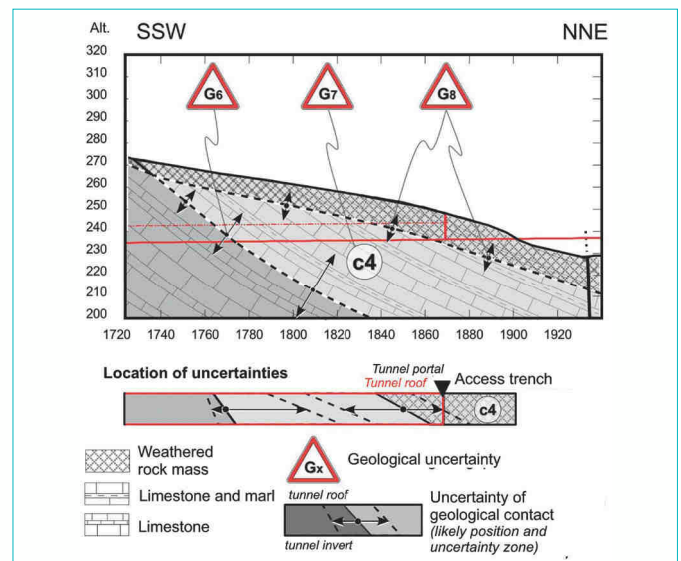 Alt.
SSW
NNE
320
310
300
290
280
270
260
250
240
230
220
210
200
G6
G7
G8
c4
1720 1740 1760 1780 1800 1820 1840 1860 1880 1900 1920
Location of uncertainties
Tunnel portal
Tunnel roof
Access trench
c4
Weathered
rock mass
Limestone and marl
Limestone
Gx
Geological uncertainty
tunnel roof
tunnel invert
Uncertainty of
geological contact
(likely position and
uncertainty zone)